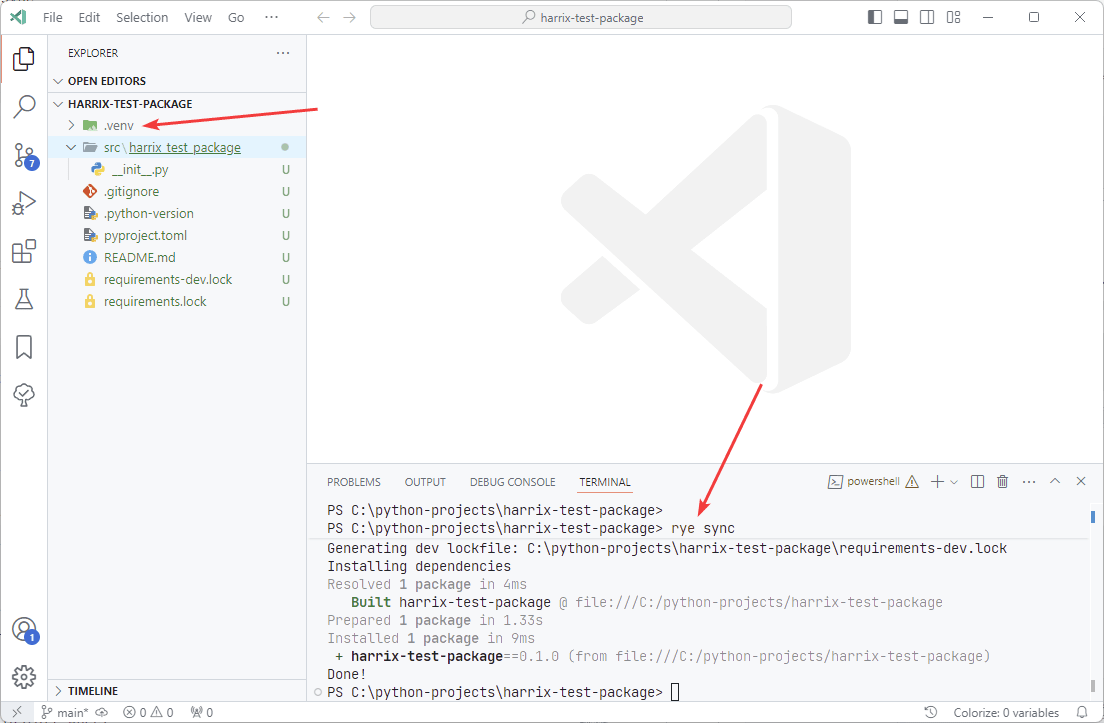 File Edit Selection View Go ··· harrix-test-package
EXPLORER ···
OPEN EDITORS
HARRIX-TEST-PACKAGE
.venv
src\harrix_test_package
__init__.py U
.gitignore U
.python-version U
pyproject.toml U
README.md U
requirements-dev.lock U
requirements.lock U
7
1
TIMELINE
PROBLEMS OUTPUT DEBUG CONSOLE TERMINAL powershell ···
PS C:\python-projects\harrix-test-package>
PS C:\python-projects\harrix-test-package> rye sync
Generating dev lockfile: C:\python-projects\harrix-test-package\requirements-dev.lock
Installing dependencies
Resolved 1 package in 4ms
Built harrix-test-package @ file:///C:/python-projects/harrix-test-package
Prepared 1 package in 1.33s
Installed 1 package in 9ms
+ harrix-test-package==0.1.0 (from file:///C:/python-projects/harrix-test-package)
Done!
PS C:\python-projects\harrix-test-package>
main* 0 0 0 Colorize: 0 variables